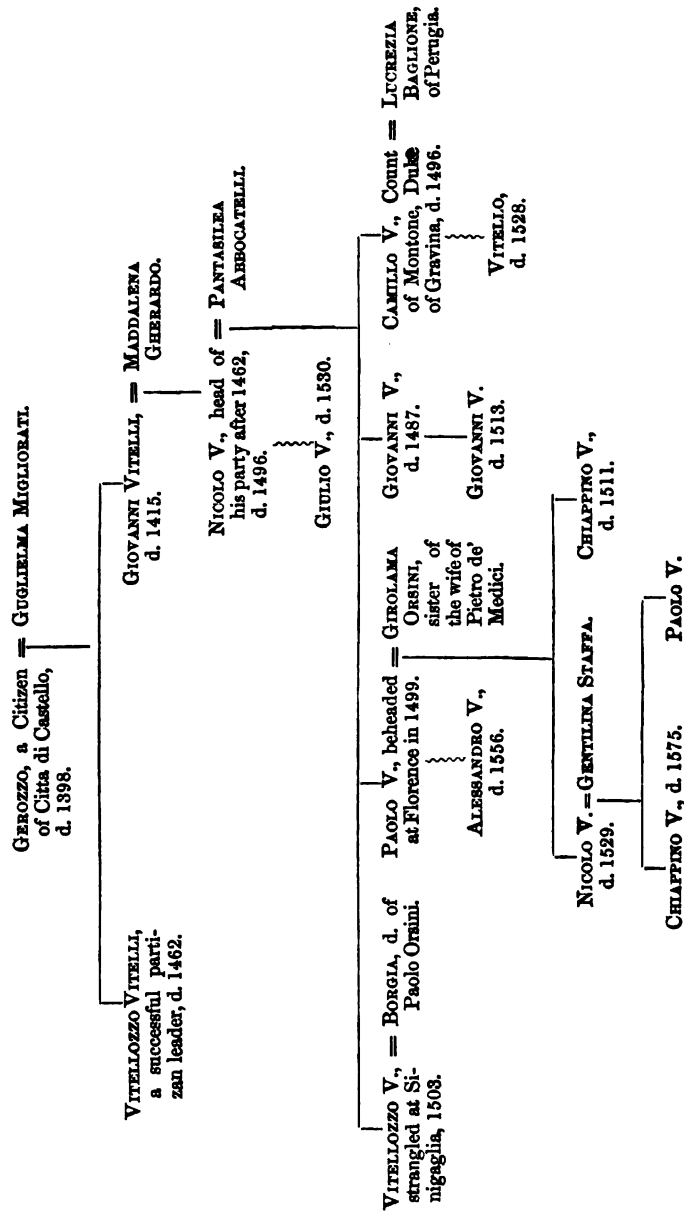 GEROZZO, a Citizen = GUGLIELMA MIGLIORATI.
of Citta di Castello,
d. 1398.
VITELLOZZO VITELLI,
a successful parti-
zan leader, d. 1462.
GIOVANNI VITELLI, = MADDALENA
d. 1415.
GHERARDO.
NICOLO V., head of = PANTASILEA
his party after 1462,
d. 1496.
ABBOCATELLI.
GIULIO V., d. 1530.
VITELLOZZO V., = BORGIA, d. of
strangled at Si-
nigaglia, 1503.
Paolo Orsini.
PAOLO V., beheaded = GIROLAMA
at Florence in 1499.
ORSINI,
sister of
the wife of
Pietro de'
Medici.
ALESSANDRO V.,
d. 1556.
GIOVANNI V.,
d. 1487.
GIOVANNI V.
d. 1513.
CAMILLO V., Count = LUCREZIA
of Montone, Duke
of Gravina, d. 1496.
BAGLIONE,
of Perugia.
VITELLO,
d. 1528.
NICOLO V. = GENTILINA STAFFA.
d. 1529.
CHIAPPINO V.,
d. 1511.
CHIAPPINO V., d. 1575.
PAOLO V.